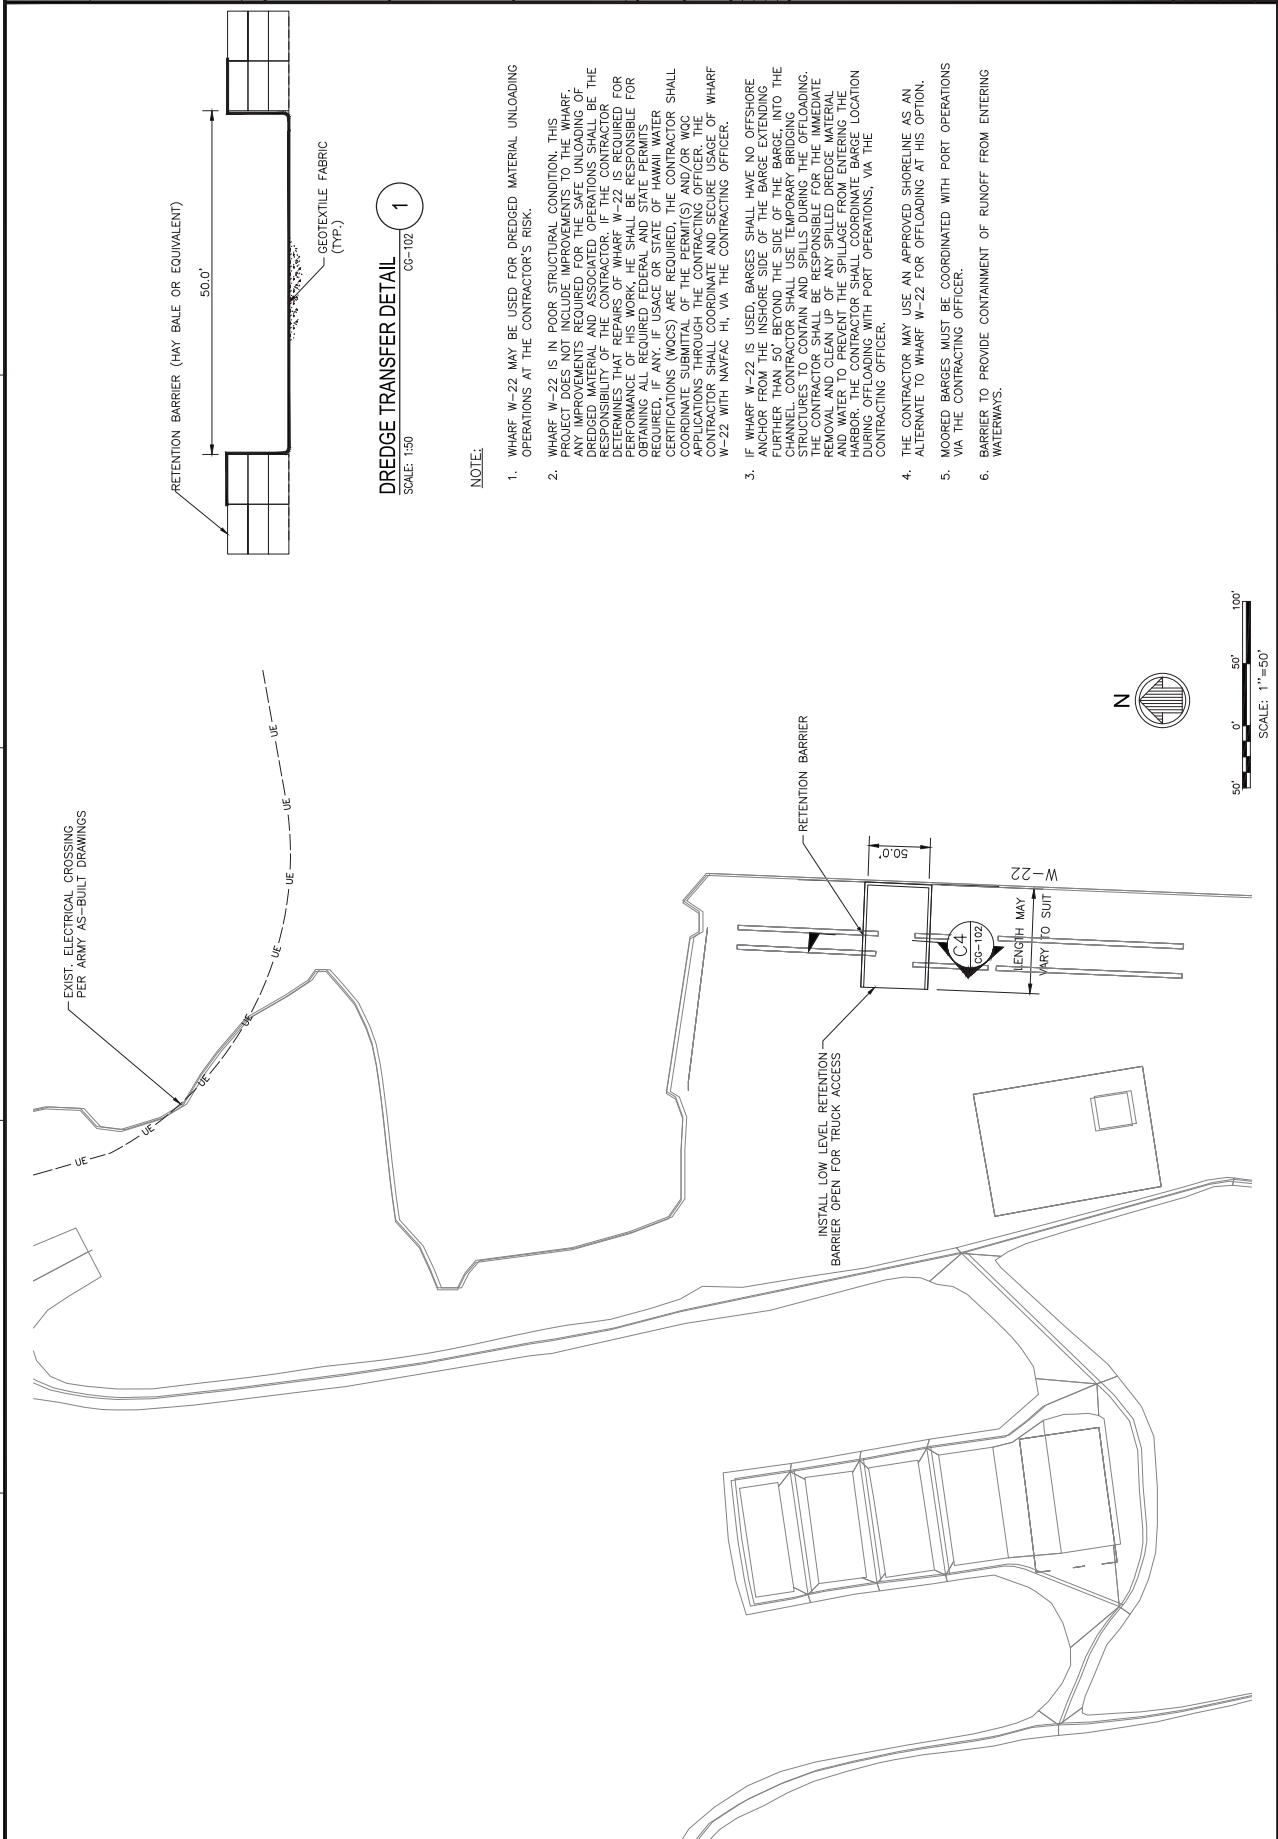 EXIST. ELECTRICAL CROSSING
PER ARMY AS-BUILT DRAWINGS
UE
UE
UE
UE
UE
UE
UE
RETENTION BARRIER (HAY BALE OR EQUIVALENT)
50.0'
GEOTEXTILE FABRIC
(TYP.)
DREDGE TRANSFER DETAIL
1
SCALE: 1:50
CG-102
NOTE:
1. WHARF W-22 MAY BE USED FOR DREDGED MATERIAL UNLOADING
OPERATIONS AT THE CONTRACTOR'S RISK.
2. WHARF W-22 IS IN POOR STRUCTURAL CONDITION. THIS
PROJECT DOES NOT INCLUDE IMPROVEMENTS TO THE WHARF.
ANY IMPROVEMENTS REQUIRED FOR THE SAFE UNLOADING OF
DREDGED MATERIAL AND ASSOCIATED OPERATIONS SHALL BE THE
RESPONSIBILITY OF THE CONTRACTOR. IF THE CONTRACTOR
DETERMINES THAT REPAIRS OF WHARF W-22 IS REQUIRED FOR
PERFORMANCE OF HIS WORK, HE SHALL BE RESPONSIBLE FOR
OBTAINING ALL REQUIRED FEDERAL AND STATE PERMITS
REQUIRED, IF ANY. IF USACE OR STATE OF HAWAII WATER
CERTIFICATIONS (WQCS) ARE REQUIRED, THE CONTRACTOR SHALL
COORDINATE SUBMITTAL OF THE PERMIT(S) AND/OR WQC
APPLICATIONS THROUGH THE CONTRACTING OFFICER. THE
CONTRACTOR SHALL COORDINATE AND SECURE USAGE OF WHARF
W-22 WITH NAVFAC HI, VIA THE CONTRACTING OFFICER.
3. IF WHARF W-22 IS USED, BARGES SHALL HAVE NO OFFSHORE
ANCHOR FROM THE INSHORE SIDE OF THE BARGE EXTENDING
FURTHER THAN 50' BEYOND THE SIDE OF THE BARGE, INTO THE
CHANNEL. CONTRACTOR SHALL USE TEMPORARY BRIDGING
STRUCTURES TO CONTAIN AND SPILLS DURING THE OFFLOADING.
THE CONTRACTOR SHALL BE RESPONSIBLE FOR THE IMMEDIATE
REMOVAL AND CLEAN UP OF ANY SPILLED DREDGE MATERIAL
AND WATER TO PREVENT THE SPILLAGE FROM ENTERING THE
HARBOR. THE CONTRACTOR SHALL COORDINATE BARGE LOCATION
DURING OFFLOADING WITH PORT OPERATIONS, VIA THE
CONTRACTING OFFICER.
4. THE CONTRACTOR MAY USE AN APPROVED SHORELINE AS AN
ALTERNATE TO WHARF W-22 FOR OFFLOADING AT HIS OPTION.
5. MOORED BARGES MUST BE COORDINATED WITH PORT OPERATIONS
VIA THE CONTRACTING OFFICER.
6. BARRIER TO PROVIDE CONTAINMENT OF RUNOFF FROM ENTERING
WATERWAYS.
RETENTION BARRIER
50.0'
W-22
INSTALL LOW LEVEL RETENTION
BARRIER OPEN FOR TRUCK ACCESS
C4
CG-102
LENGTH MAY
VARY TO SUIT
N
50' 0' 50' 100'
SCALE: 1"=50'